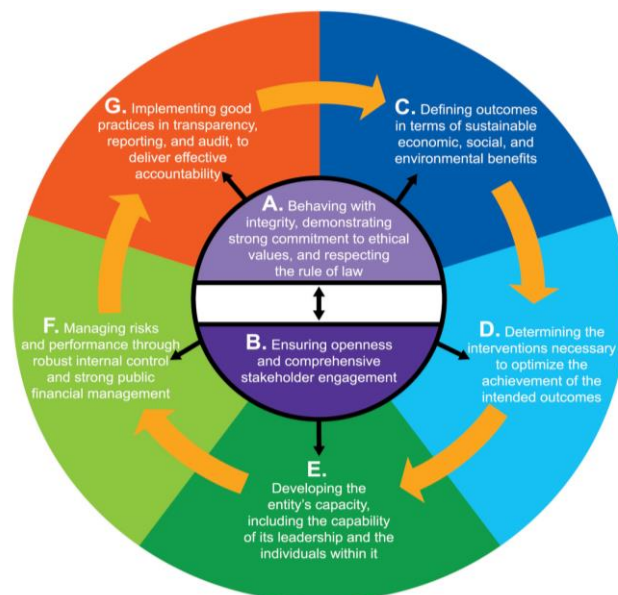 A. Behaving with
integrity, demonstrating
strong commitment to ethical
values, and respecting
the rule of law
B. Ensuring openness
and comprehensive
stakeholder engagement
C. Defining outcomes
in terms of sustainable
economic, social, and
environmental benefits
D. Determining the
interventions necessary
to optimize the
achievement of the
intended outcomes
E.
Developing the
entity's capacity,
including the capability
of its leadership and the
individuals within it
F. Managing risks
and performance through
robust internal control
and strong public
financial management
G. Implementing good
practices in transparency,
reporting, and audit, to
deliver effective
accountability